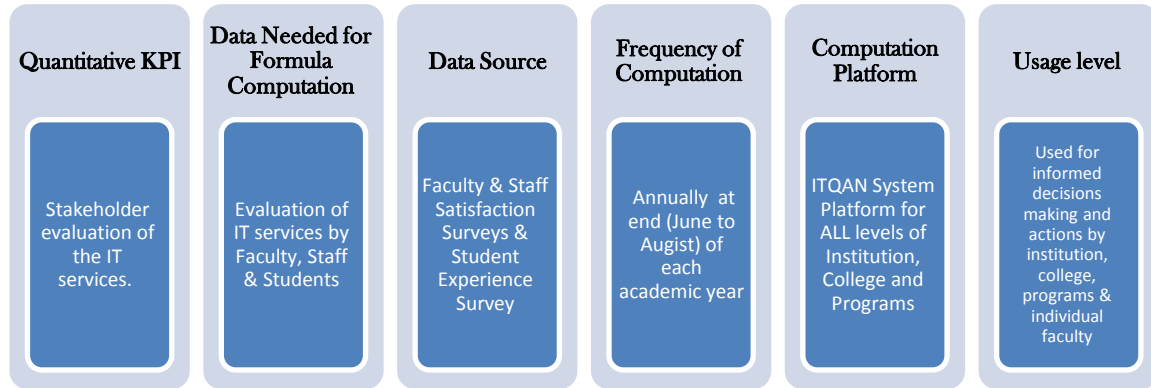 Quantitative KPI
Stakeholder
evaluation of
the IT
services.
Data Needed for
Formula
Computation
Evaluation of
IT services by
Faculty, Staff
& Students
Data Source
Faculty & Staff
Satisfaction
Surveys &
Student
Experience
Survey
Frequency of
Computation
Annually at
end (June to
Augist) of
each
academic year
Computation
Platform
ITQAN System
Platform for
ALL levels of
Institution,
College and
Programs
Usage level
Used for
informed
decisions
making and
actions by
institution,
college,
programs &
individual
faculty